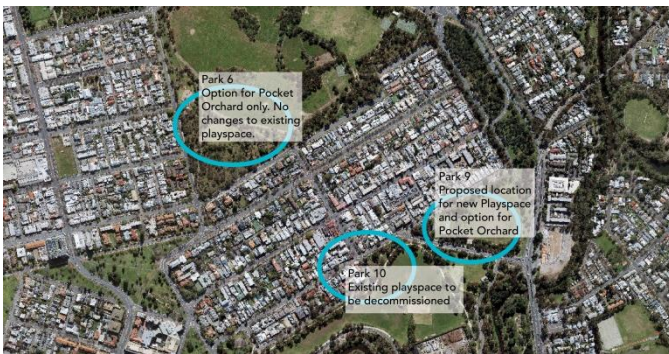 Park 6
Option for Pocket
Orchard only. No
changes to existing
playspace.
Park 9
Proposed location
for new Playspace
and option for
Pocket Orchard
Park 10
Existing playspace to
be decommissioned